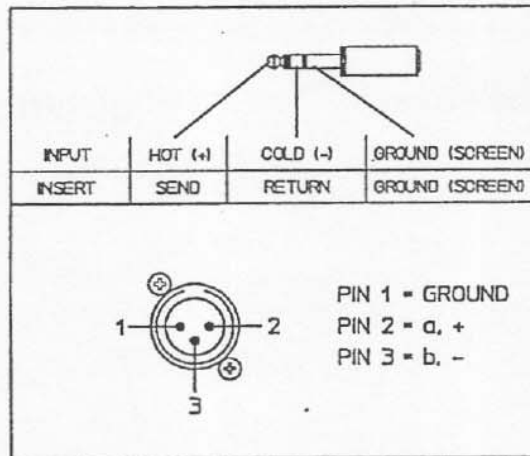 INPUT HOT (+) COLD (-) GROUND (SCREEN)
INSERT SEND RETURN GROUND (SCREEN)
PIN 1 = GROUND
1 2 PIN 2 = a, +
PIN 3 = b, -
3